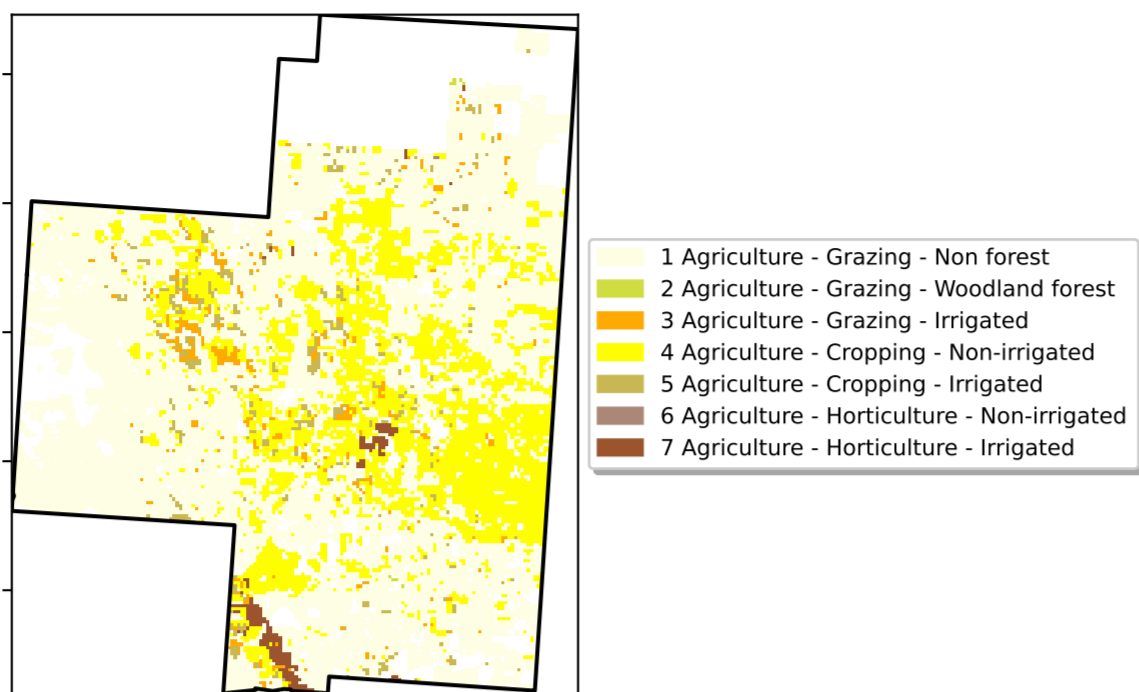 1 Agriculture - Grazing - Non forest
2 Agriculture - Grazing - Woodland forest
3 Agriculture - Grazing - Irrigated
4 Agriculture - Cropping - Non-irrigated
5 Agriculture - Cropping - Irrigated
6 Agriculture - Horticulture - Non-irrigated
7 Agriculture - Horticulture - Irrigated